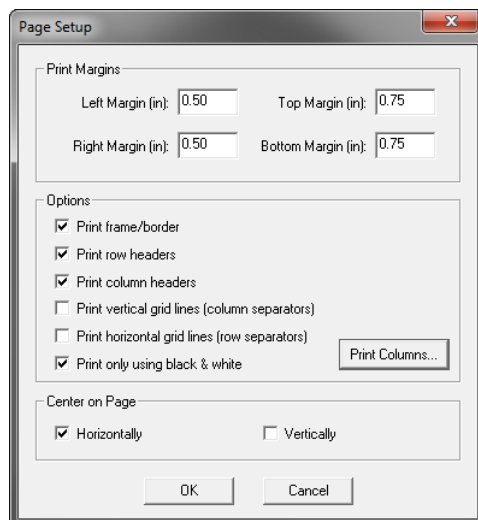 Page Setup
Print Margins
Left Margin (in): 0.50 Top Margin (in): 0.75
Right Margin (in): 0.50 Bottom Margin (in): 0.75
Options
Print frame/border
Print row headers
Print column headers
Print vertical grid lines (column separators)
Print horizontal grid lines (row separators)
Print only using black & white
Print Columns...
Center on Page
Horizontally Vertically
OK Cancel